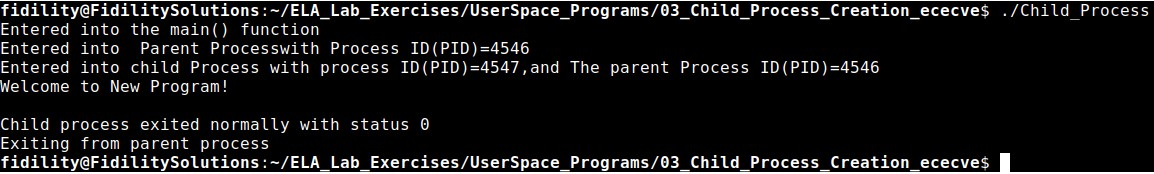 fidility@FidilitySolutions:~/ELA_Lab_Exercises/UserSpace_Programs/03_Child_Process_Creation_ececve$ ./Child_Process
Entered into the main() function
Entered into  Parent Processwith Process ID(PID)=4546
Entered into child Process with process ID(PID)=4547,and The parent Process ID(PID)=4546
Welcome to New Program!

Child process exited normally with status 0
Exiting from parent process
fidility@FidilitySolutions:~/ELA_Lab_Exercises/UserSpace_Programs/03_Child_Process_Creation_ececve$